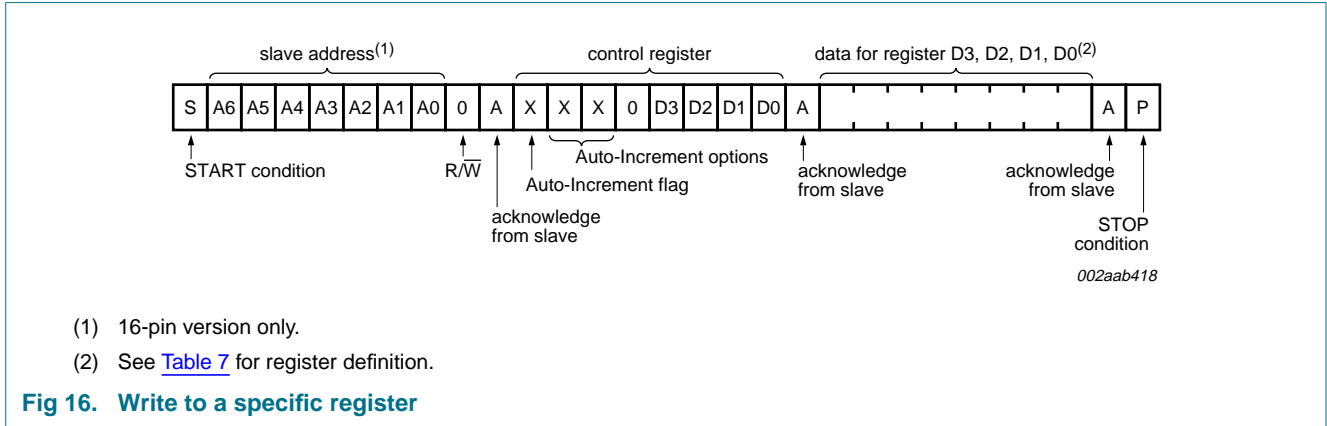 slave address(1) control register data for register D3, D2, D1, D0(2)
S A6 A5 A4 A3 A2 A1 A0 0 A X X X 0 D3 D2 D1 D0 A A P
START condition R/W̅ Auto-Increment options acknowledge from slave acknowledge from slave
Auto-Increment flag
acknowledge from slave
STOP condition
002aab418
(1) 16-pin version only.
(2) See Table 7 for register definition.
Fig 16. Write to a specific register